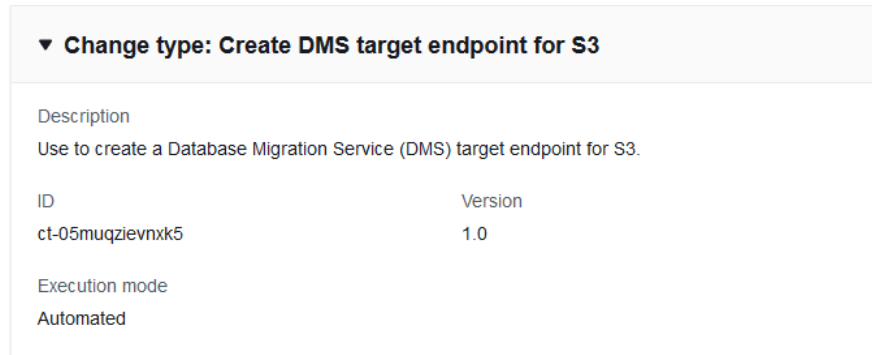 Change type: Create DMS target endpoint for S3
Description
Use to create a Database Migration Service (DMS) target endpoint for S3.
ID
Version
ct-05muqzievnxk5
1.0
Execution mode
Automated